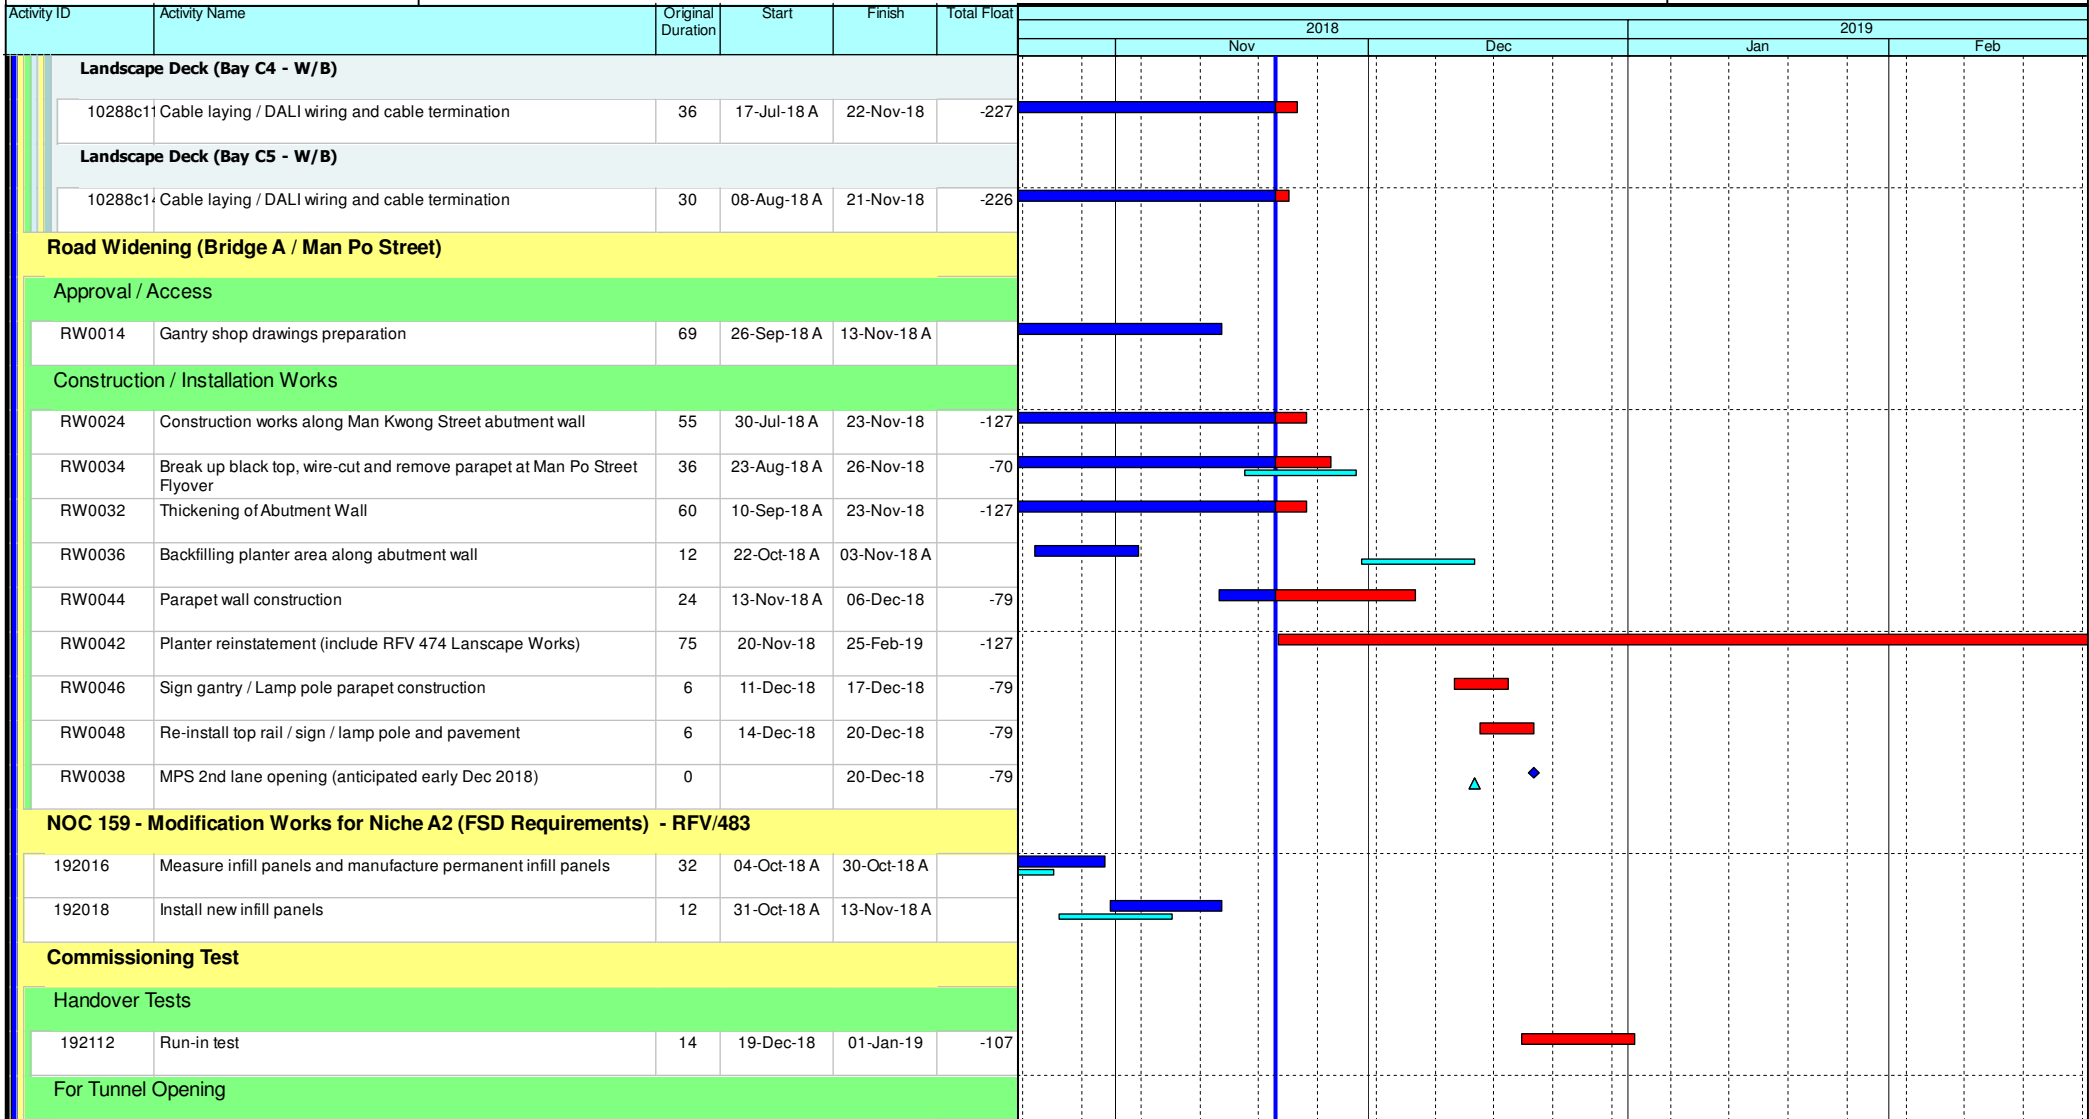 Activity ID Activity Name Original Duration Start Finish Total Float 2018 2019
Nov Dec Jan Feb
Landscape Deck (Bay C4 - W/B)
10288c11 Cable laying / DALI wiring and cable termination 36 17-Jul-18 A 22-Nov-18 -227
Landscape Deck (Bay C5 - W/B)
10288c14 Cable laying / DALI wiring and cable termination 30 08-Aug-18 A 21-Nov-18 -226
Road Widening (Bridge A / Man Po Street)
Approval / Access
RW0014 Gantry shop drawings preparation 69 26-Sep-18 A 13-Nov-18 A
Construction / Installation Works
RW0024 Construction works along Man Kwong Street abutment wall 55 30-Jul-18 A 23-Nov-18 -127
RW0034 Break up black top, wire-cut and remove parapet at Man Po Street Flyover 36 23-Aug-18 A 26-Nov-18 -70
RW0032 Thickening of Abutment Wall 60 10-Sep-18 A 23-Nov-18 -127
RW0036 Backfilling planter area along abutment wall 12 22-Oct-18 A 03-Nov-18 A
RW0044 Parapet wall construction 24 13-Nov-18 A 06-Dec-18 -79
RW0042 Planter reinstatement (include RFV 474 Lanscape Works) 75 20-Nov-18 25-Feb-19 -127
RW0046 Sign gantry / Lamp pole parapet construction 6 11-Dec-18 17-Dec-18 -79
RW0048 Re-install top rail / sign / lamp pole and pavement 6 14-Dec-18 20-Dec-18 -79
RW0038 MPS 2nd lane opening (anticipated early Dec 2018) 0 20-Dec-18 -79
NOC 159 - Modification Works for Niche A2 (FSD Requirements) - RFV/483
192016 Measure infill panels and manufacture permanent infill panels 32 04-Oct-18 A 30-Oct-18 A
192018 Install new infill panels 12 31-Oct-18 A 13-Nov-18 A
Commissioning Test
Handover Tests
192112 Run-in test 14 19-Dec-18 01-Jan-19 -107
For Tunnel Opening